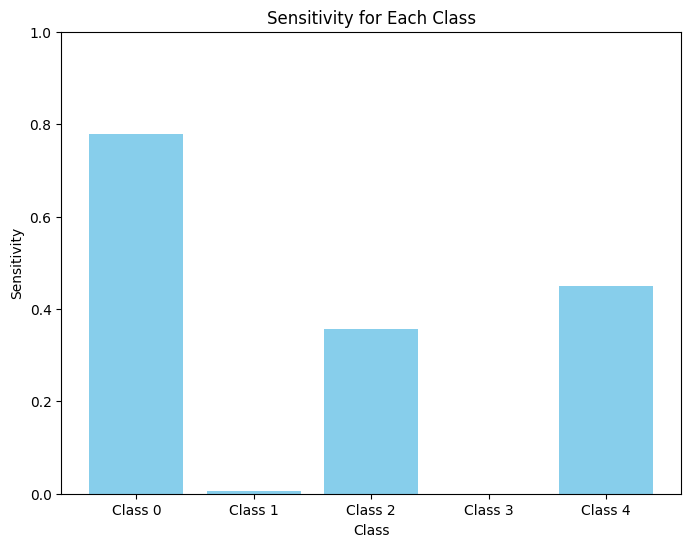 Sensitivity for Each Class
1.0
0.8
0.6
0.4
0.2
0.0
Sensitivity
Class 0
Class 1
Class 2
Class 3
Class 4
Class